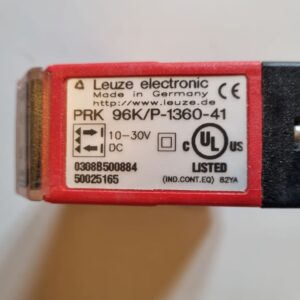 Leuze electronic
Made in Germany
http://www.leuze.de
CE
PRK 96K/P-1360-41
10-30V
DC
C UL US
LISTED
0308B500884
50025165
(IND.CONT.EQ) 82YA